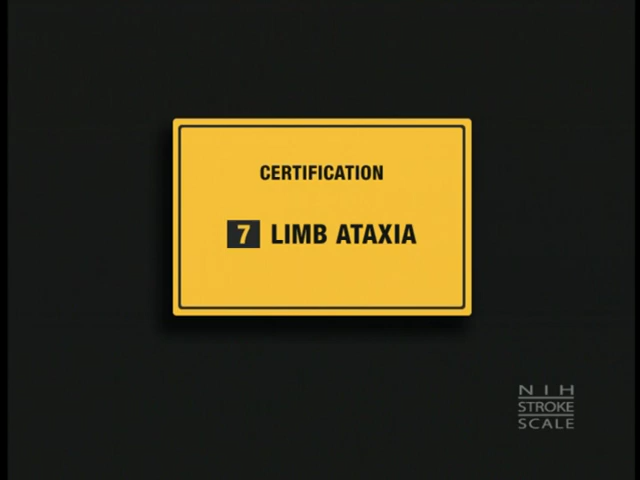 CERTIFICATION
7 LIMB ATAXIA
NIH
STROKE
SCALE